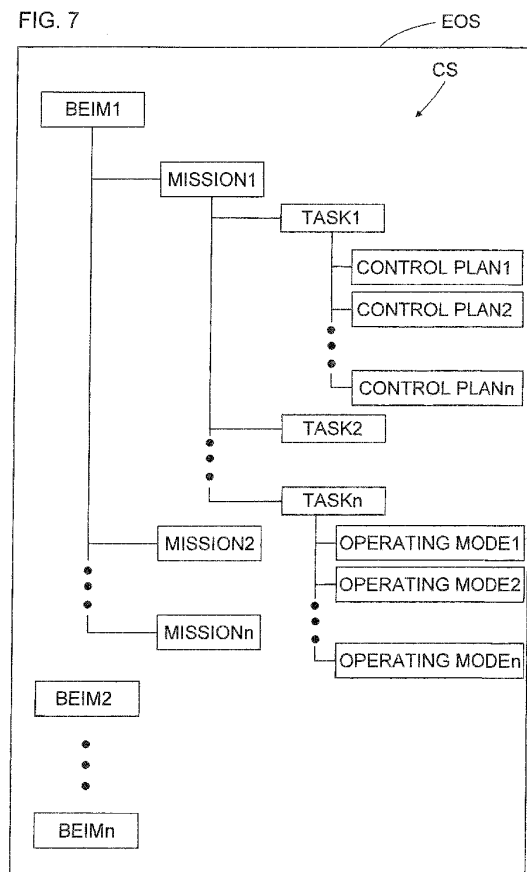 FIG. 7
EOS
CS
BEIM1
MISSION1
TASK1
CONTROL PLAN1
CONTROL PLAN2
CONTROL PLANn
TASK2
TASKn
MISSION2
OPERATING MODE1
OPERATING MODE2
MISSIONn
OPERATING MODEn
BEIM2
BEIMn